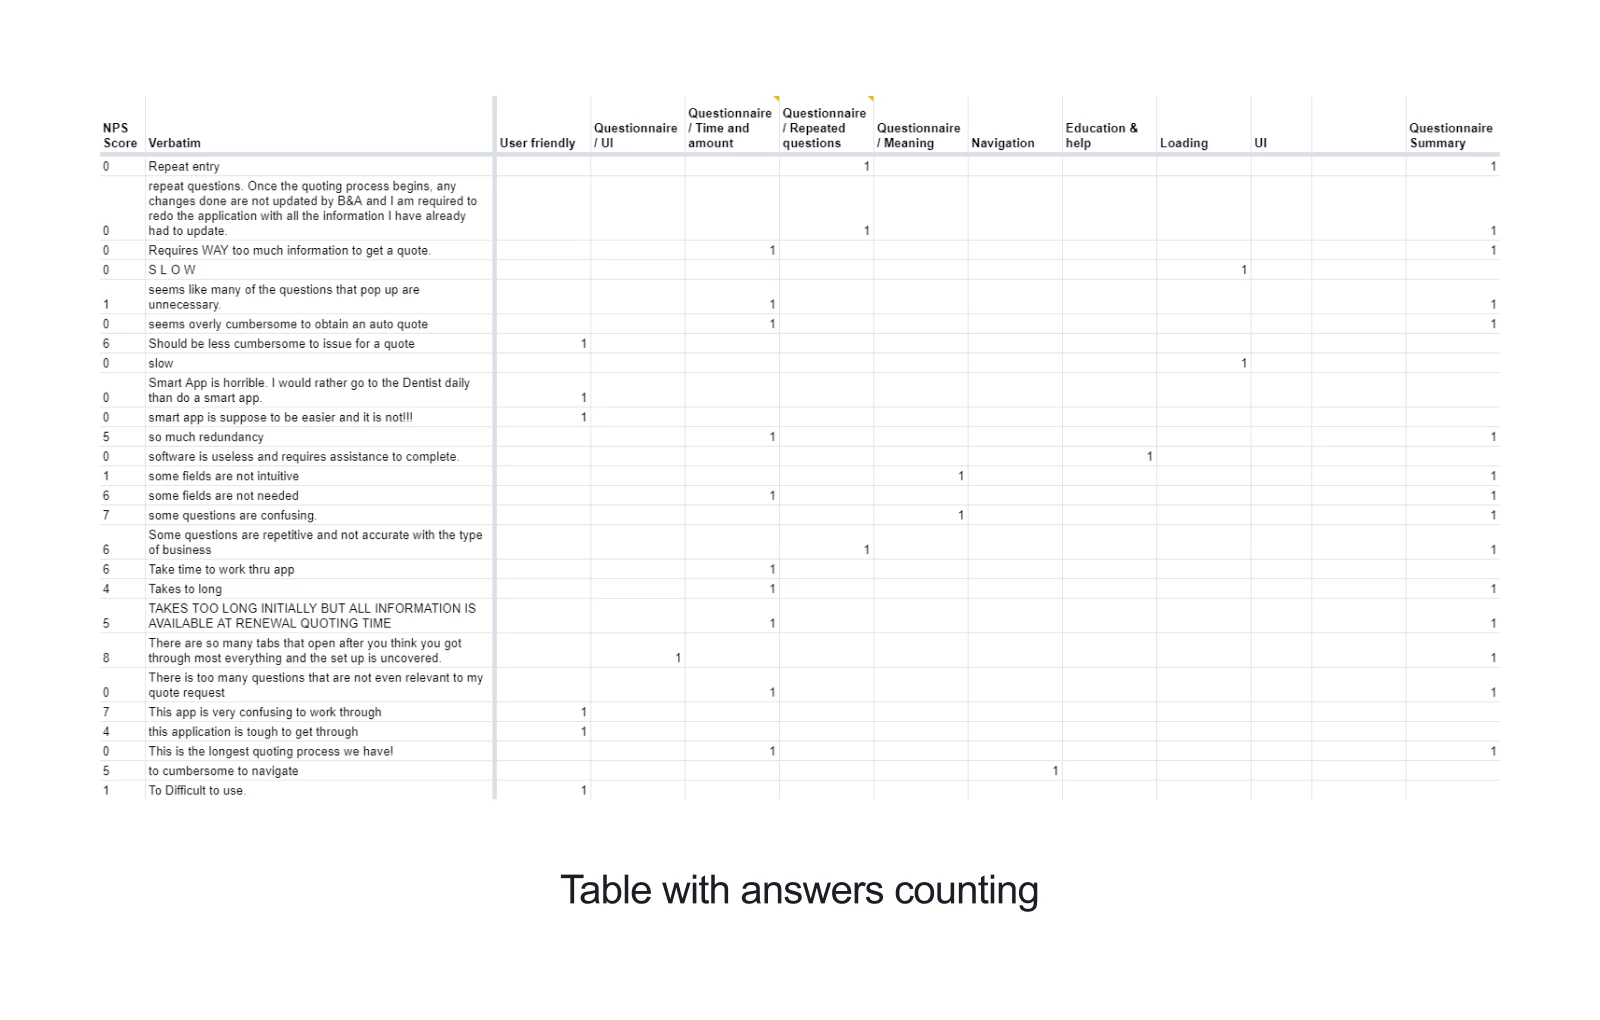 NPS Score Verbatim User friendly Questionnaire / UI Questionnaire / Time and amount Questionnaire / Repeated questions Questionnaire / Meaning Navigation Education & help Loading UI Questionnaire Summary
0 Repeat entry 1 1
repeat questions. Once the quoting process begins, any
changes done are not updated by B&A and I am required to
redo the application with all the information I have already
0 had to update. 1 1
0 Requires WAY too much information to get a quote. 1 1
0 S L O W 1
seems like many of the questions that pop up are
1 unnecessary. 1 1
0 seems overly cumbersome to obtain an auto quote 1 1
6 Should be less cumbersome to issue for a quote 1
0 slow 1
Smart App is horrible. I would rather go to the Dentist daily
0 than do a smart app. 1
0 smart app is suppose to be easier and it is not!!! 1
5 so much redundancy 1 1
0 software is useless and requires assistance to complete. 1
1 some fields are not intuitive 1 1
6 some fields are not needed 1 1
7 some questions are confusing. 1 1
Some questions are repetitive and not accurate with the type
6 of business 1 1
6 Take time to work thru app 1 1
4 Takes to long 1 1
TAKES TOO LONG INITIALLY BUT ALL INFORMATION IS
5 AVAILABLE AT RENEWAL QUOTING TIME 1 1
There are so many tabs that open after you think you got
8 through most everything and the set up is uncovered. 1 1
There is too many questions that are not even relevant to my
0 quote request 1 1
7 This app is very confusing to work through 1
4 this application is tough to get through 1
0 This is the longest quoting process we have! 1 1
5 to cumbersome to navigate 1
1 To Difficult to use. 1
Table with answers counting